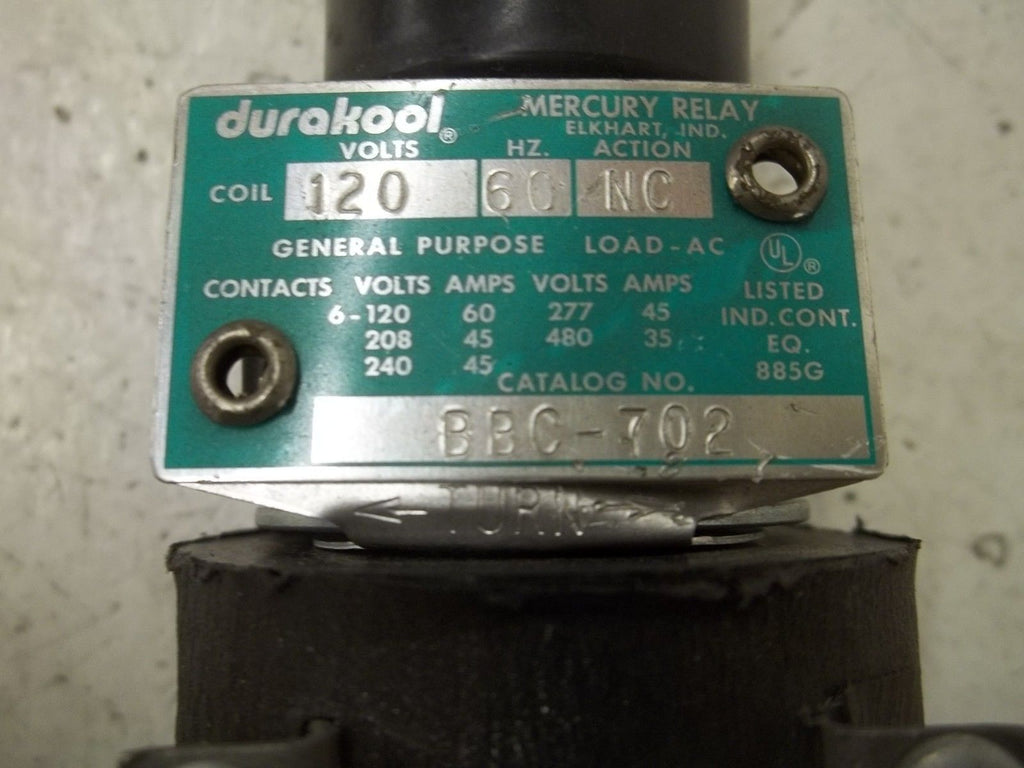 durakool® MERCURY RELAY
ELKHART, IND.
VOLTS HZ. ACTION
COIL 120 60 NC
GENERAL PURPOSE LOAD-AC UL®
CONTACTS VOLTS AMPS VOLTS AMPS LISTED
6-120 60 277 45 IND. CONT.
208 45 480 35 EQ.
240 45 885G
CATALOG NO.
BBC-702
← TURN →